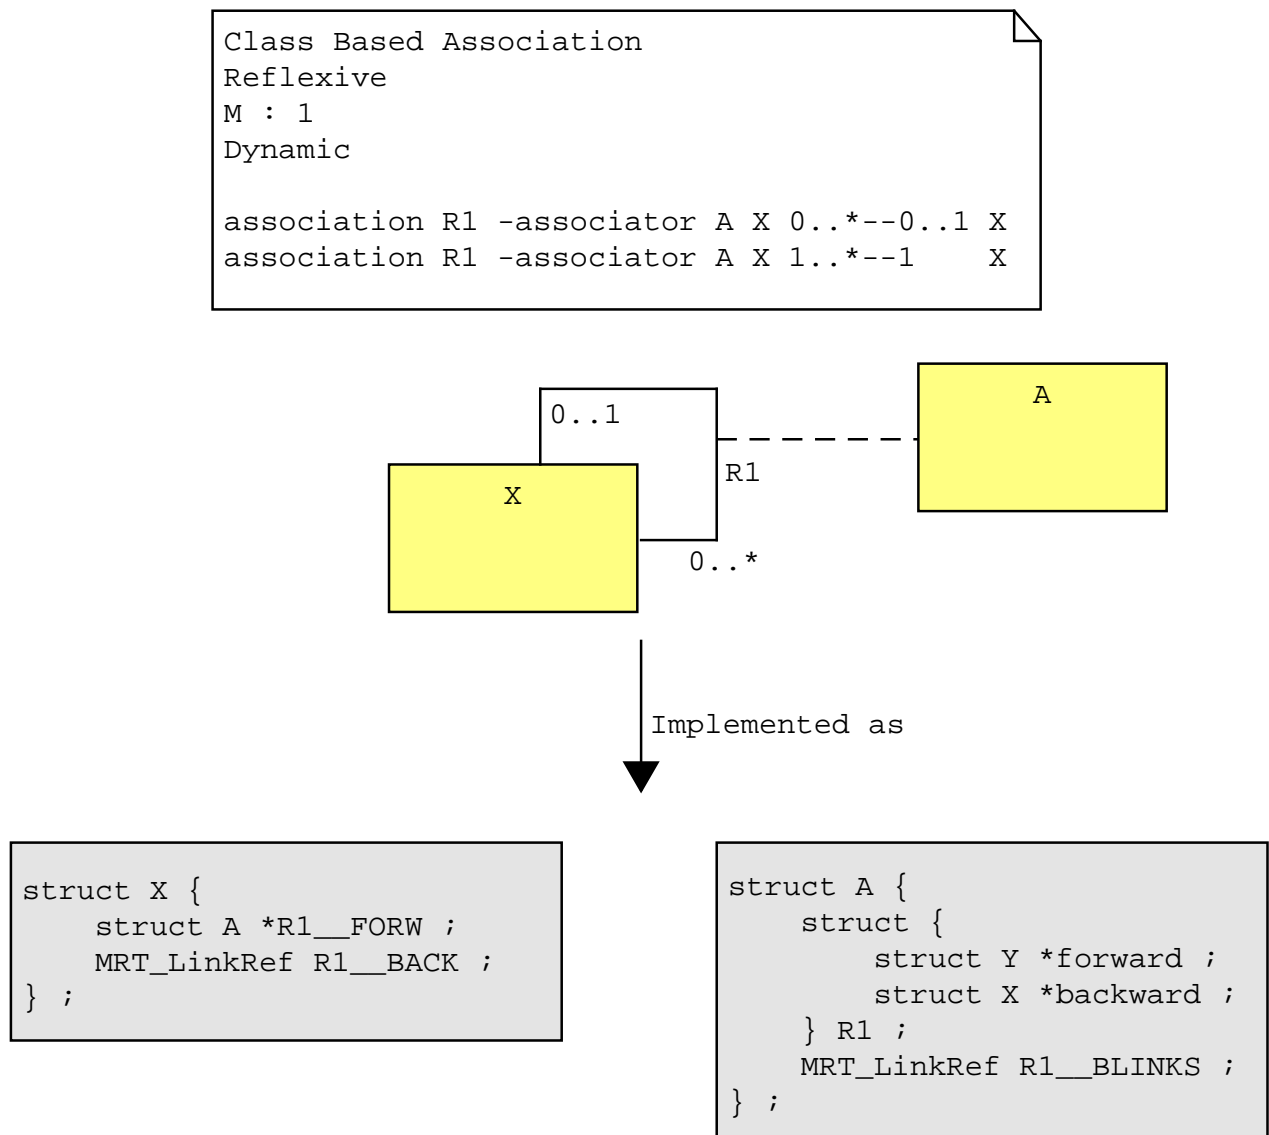 Class Based Association
Reflexive
M : 1
Dynamic
association R1 -associator A X 0..*--0..1 X
association R1 -associator A X 1..*--1    X
A
0..1
R1
X
0..*
Implemented as
struct X {
    struct A *R1__FORW ;
    MRT_LinkRef R1__BACK ;
} ;
struct A {
    struct {
        struct Y *forward ;
        struct X *backward ;
    } R1 ;
    MRT_LinkRef R1__BLINKS ;
} ;